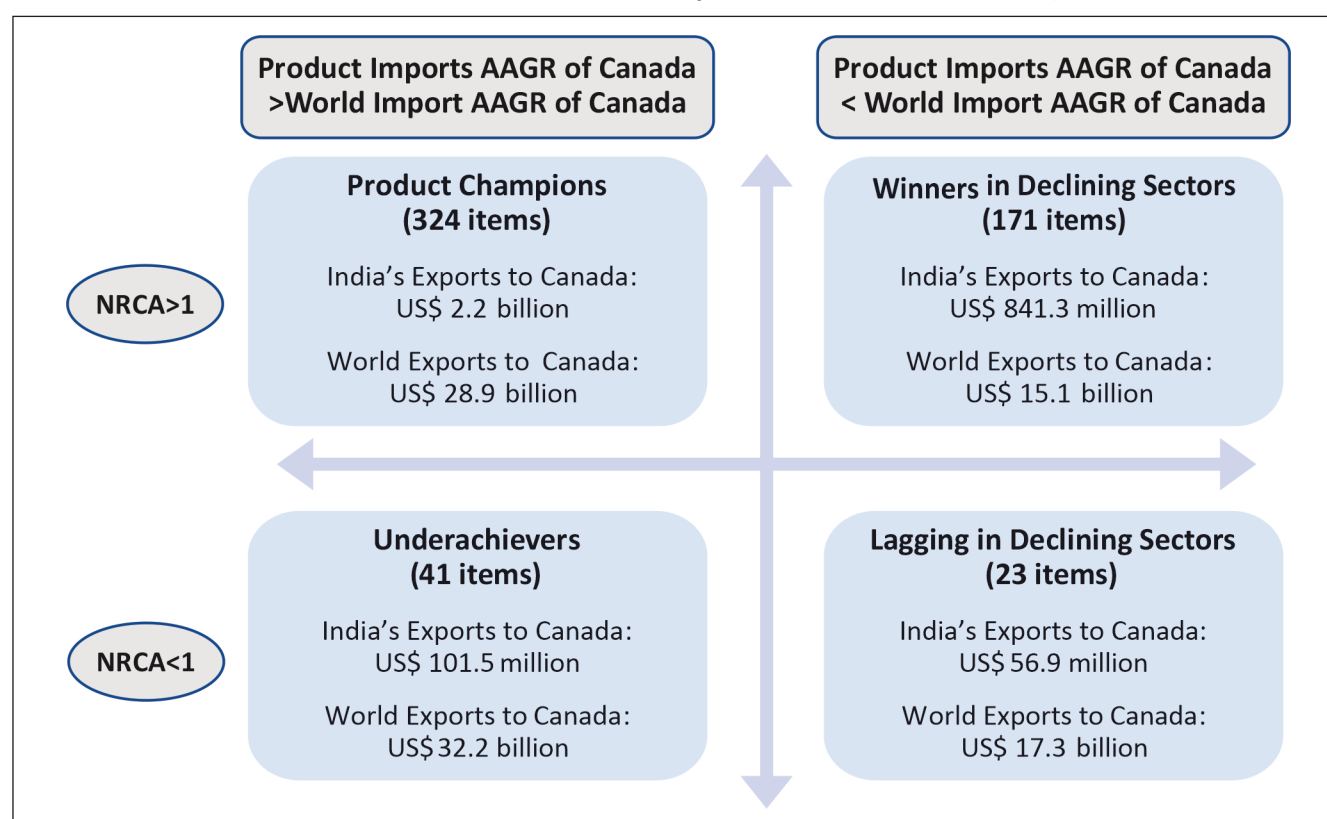 Product Imports AAGR of Canada
>World Import AAGR of Canada
Product Imports AAGR of Canada
< World Import AAGR of Canada
NRCA>1
Product Champions
(324 items)
India’s Exports to Canada:
US$ 2.2 billion
World Exports to Canada:
US$ 28.9 billion
Winners in Declining Sectors
(171 items)
India’s Exports to Canada:
US$ 841.3 million
World Exports to Canada:
US$ 15.1 billion
NRCA<1
Underachievers
(41 items)
India’s Exports to Canada:
US$ 101.5 million
World Exports to Canada:
US$ 32.2 billion
Lagging in Declining Sectors
(23 items)
India’s Exports to Canada:
US$ 56.9 million
World Exports to Canada:
US$ 17.3 billion